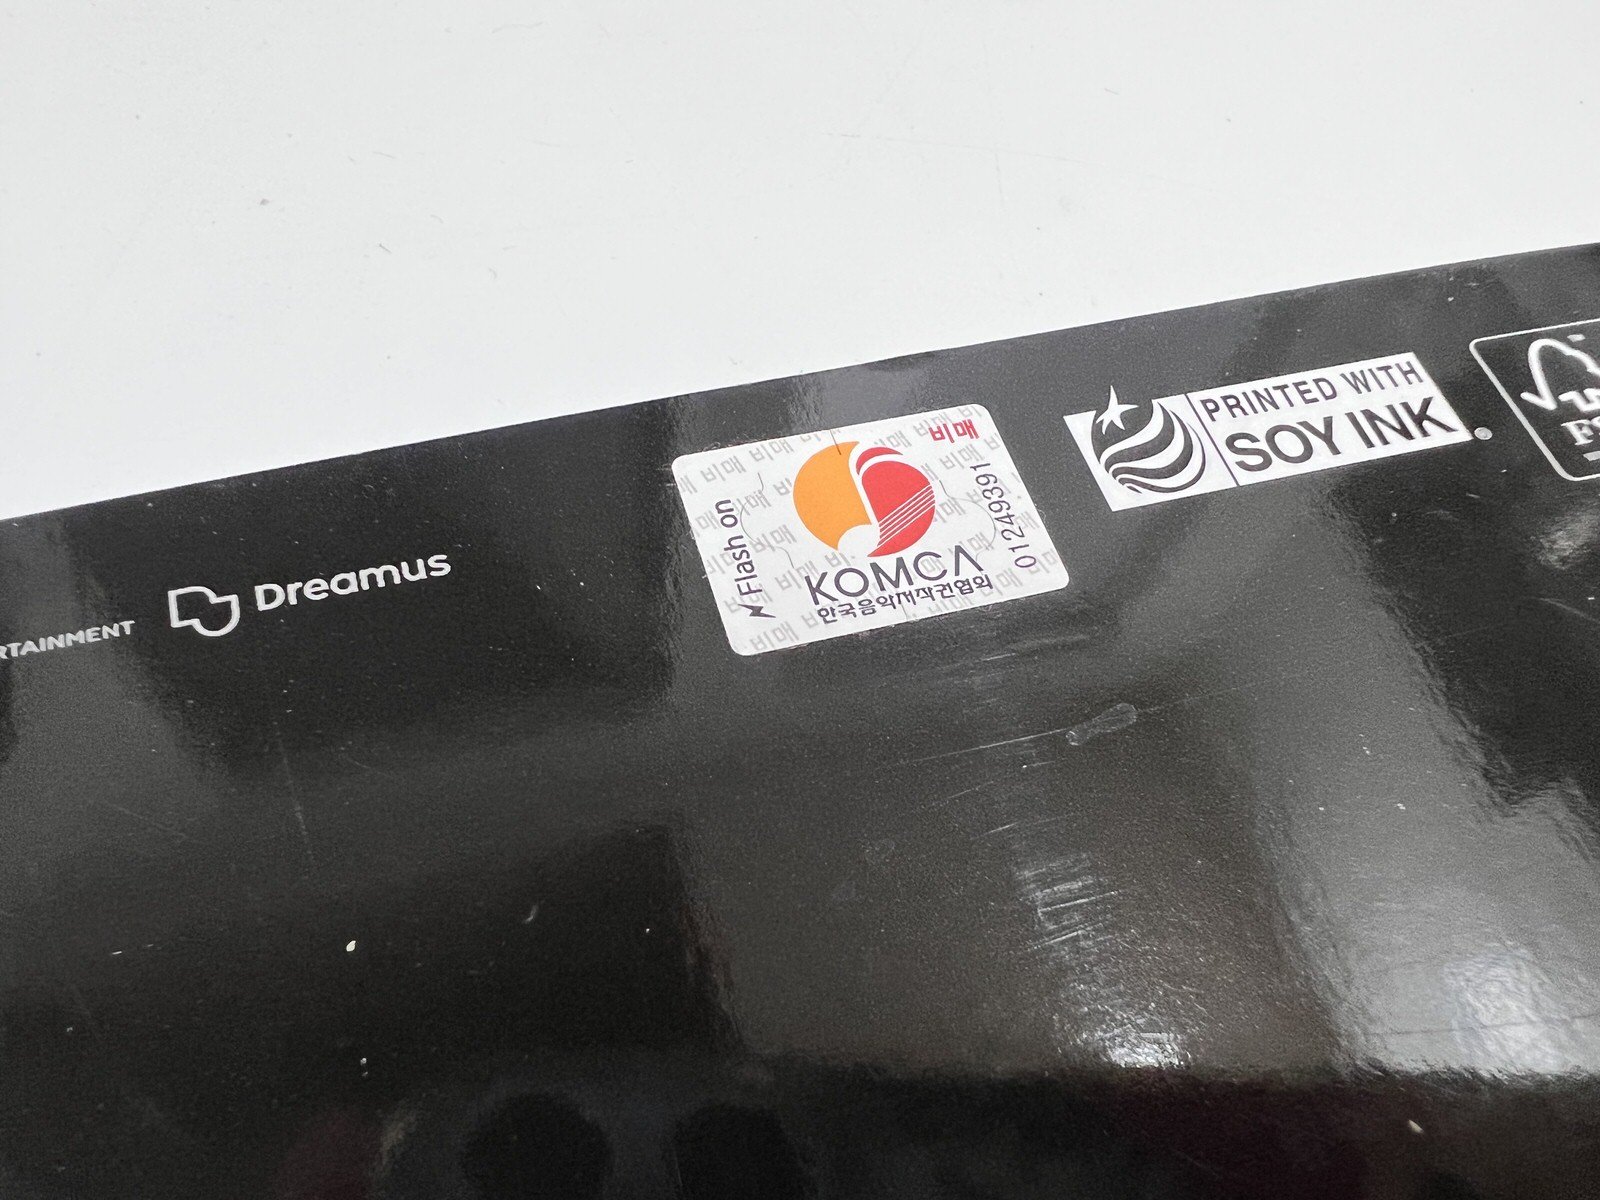 RTAINMENT
Dreamus
비매
Flash on
01249391
KOMCA
한국음악저작권협회
PRINTED WITH
SOY INK